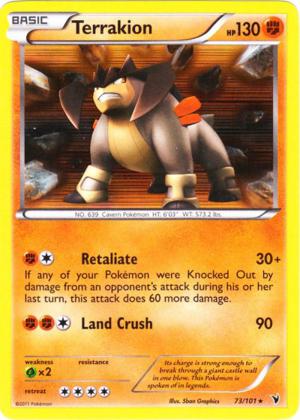 BASIC
Terrakion HP130
NO. 639 Cavern Pokémon HT. 6'03" WT. 573.2 lbs.
Retaliate 30+
If any of your Pokémon were Knocked Out by
damage from an opponent's attack during his or
her last turn, this attack does 60 more damage.
Land Crush 90
weakness resistance
×2
retreat
Its charge is strong enough to
break through a giant castle wall
in one blow. This Pokémon is
spoken of in legends.
Illus. 5ban Graphics 73/101 ★
©2011 Pokémon